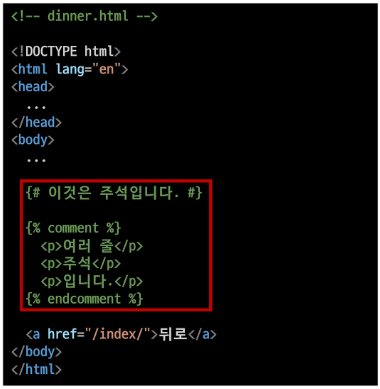 <!-- dinner.html -->
<!DOCTYPE html>
<html lang="en">
<head>
...
</head>
<body>
...
{# 이것은 주석입니다. #}
{% comment %}
<p>여러 줄</p>
<p>주석</p>
<p>입니다.</p>
{% endcomment %}
<a href="/index/">뒤로</a>
</body>
</html>